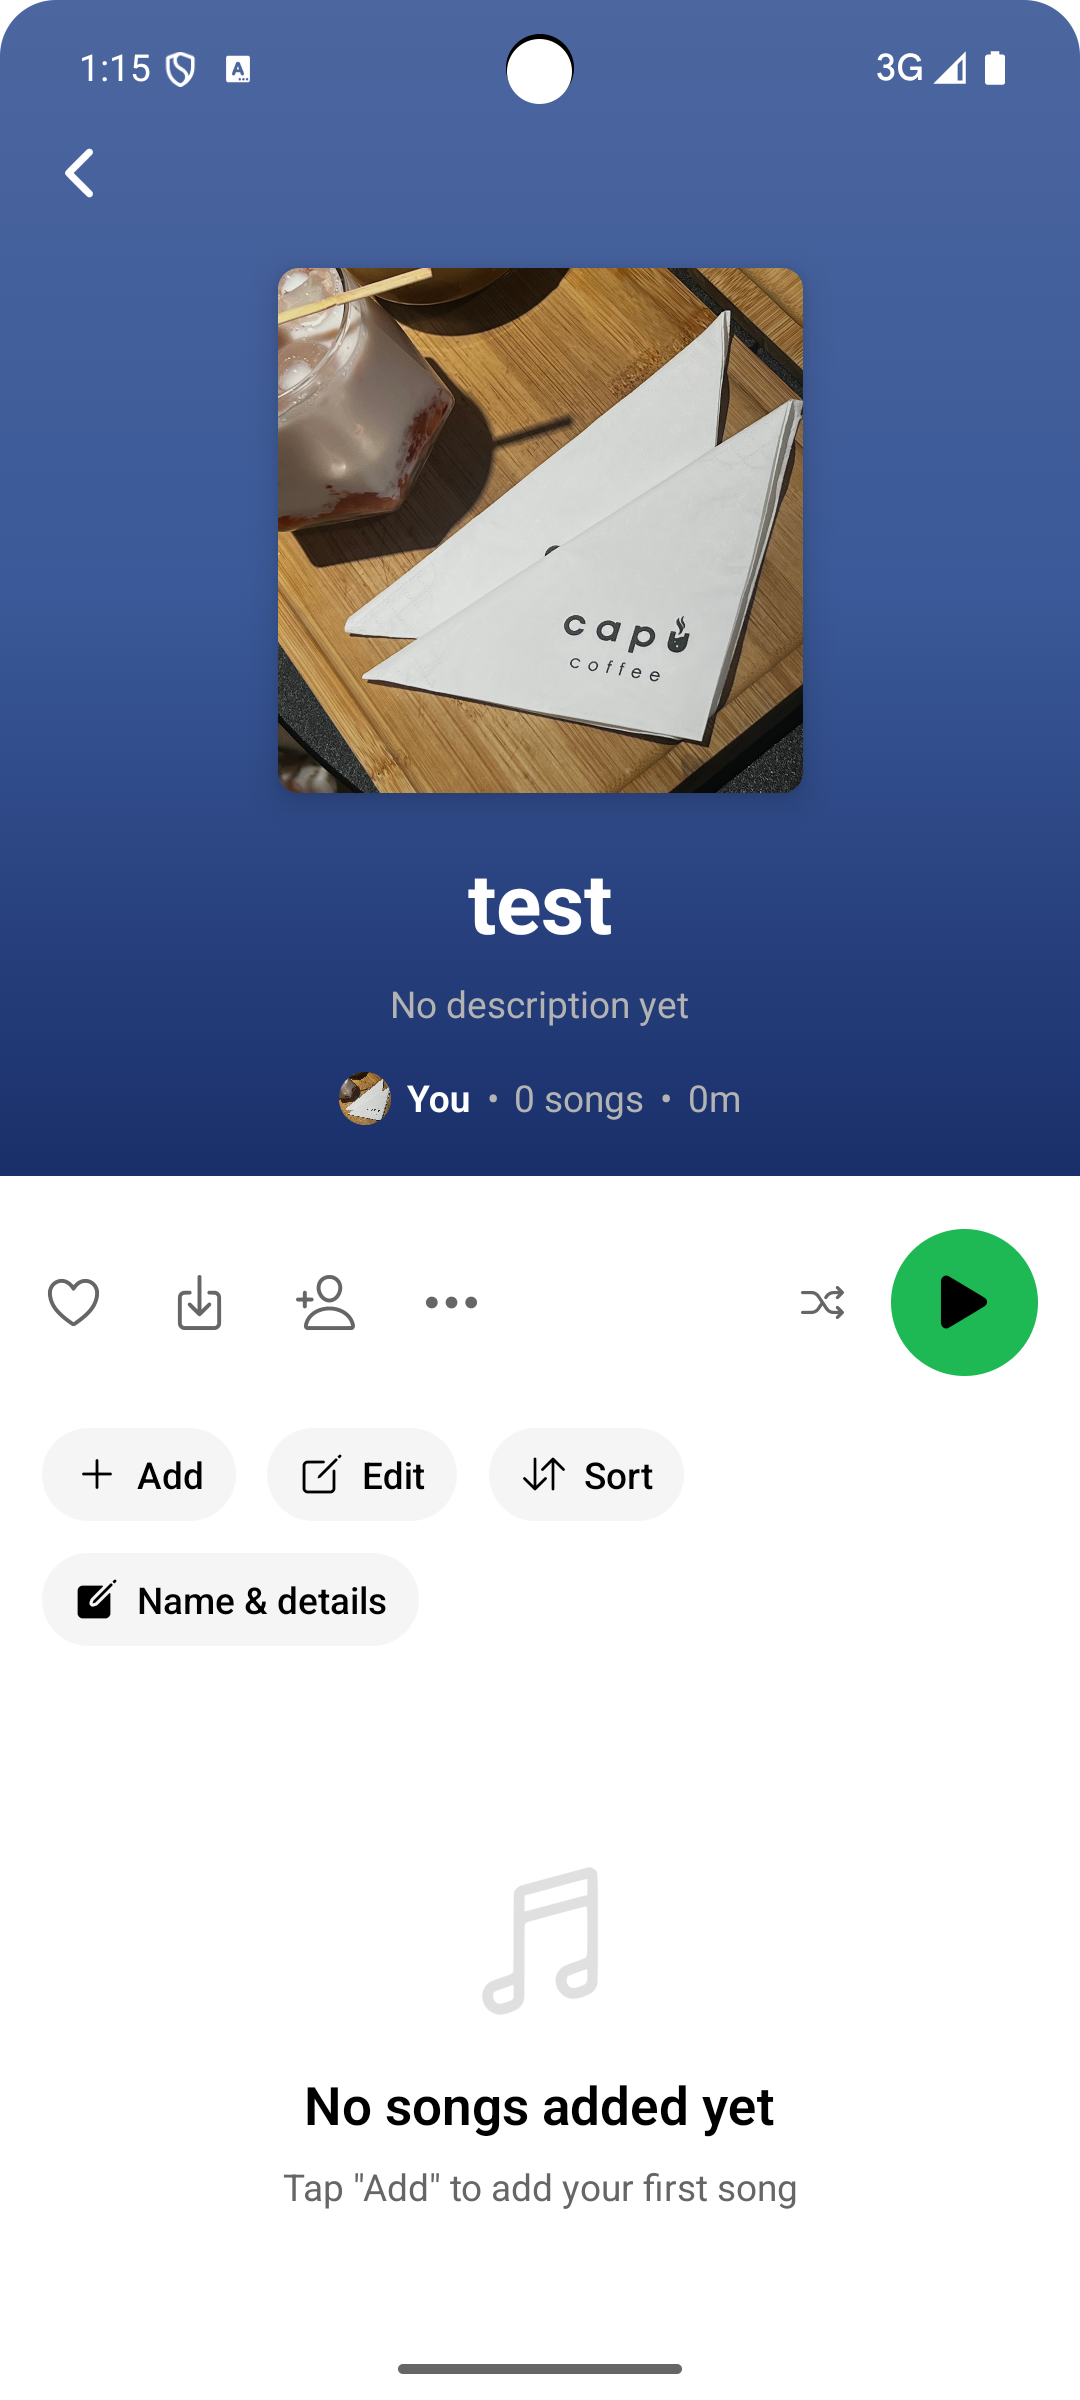 1:15 3G
capu
coffee
test
No description yet
You • 0 songs • 0m
Add
Edit
Sort
Name & details
No songs added yet
Tap "Add" to add your first song